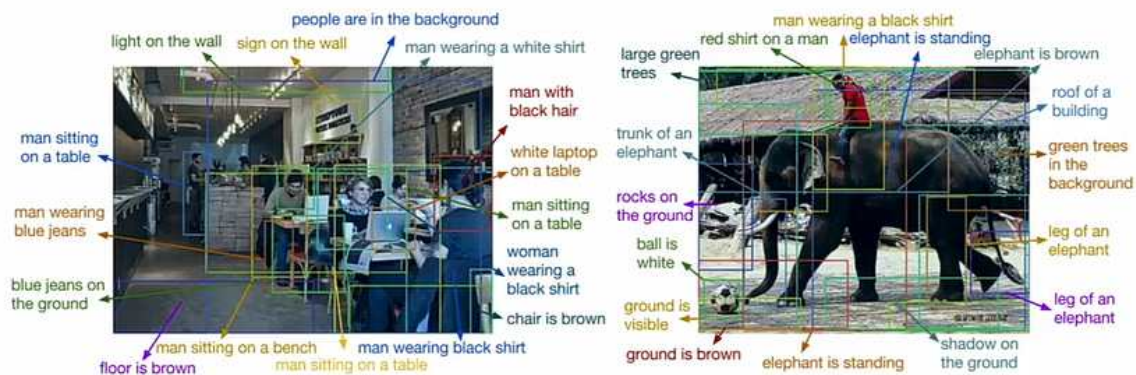 people are in the background
light on the wall
sign on the wall
man wearing a white shirt
man with
black hair
man sitting
on a table
white laptop
on a table
man wearing
blue jeans
man sitting
on a table
woman
wearing a
black shirt
blue jeans on
the ground
chair is brown
man sitting on a bench
man wearing black shirt
floor is brown
man sitting on a table
man wearing a black shirt
red shirt on a man
elephant is standing
large green
trees
elephant is brown
roof of a
building
trunk of an
elephant
green trees
in the
background
rocks on
the ground
leg of an
elephant
ball is
white
leg of an
elephant
ground is
visible
ground is brown
elephant is standing
shadow on
the ground